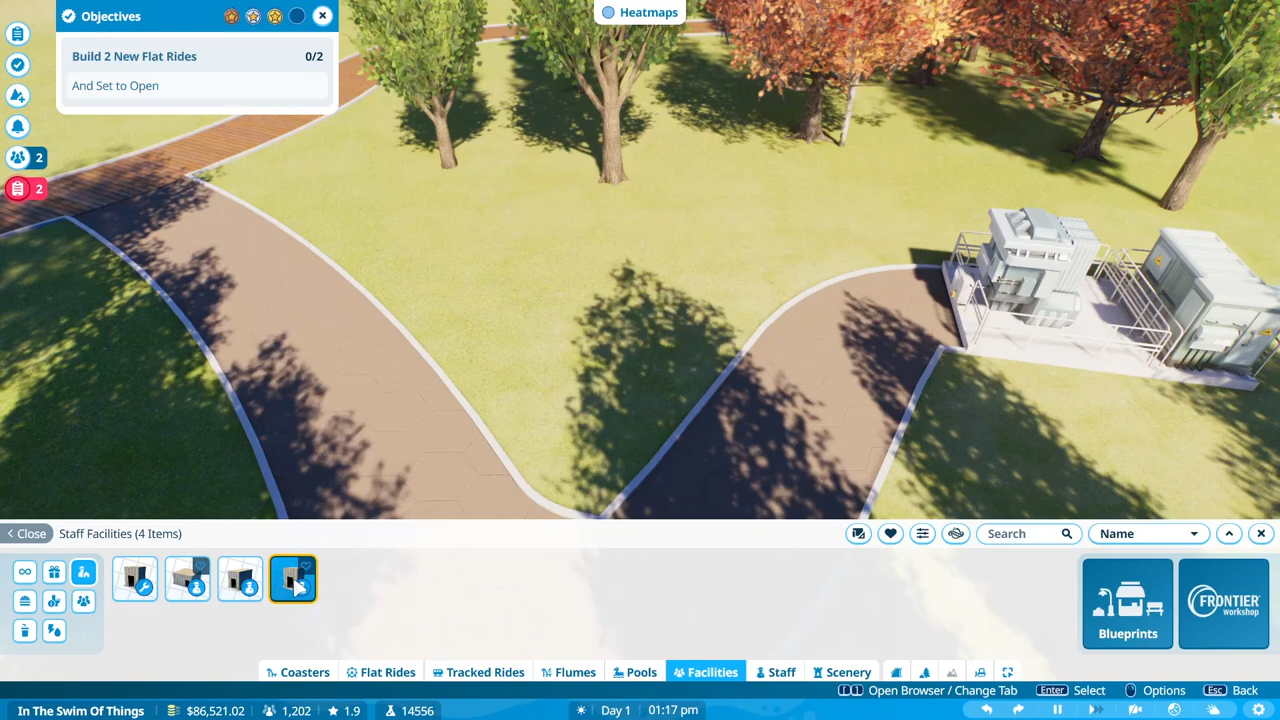 Objectives
Heatmaps
Build 2 New Flat Rides 0/2
And Set to Open
2
2
Close Staff Facilities (4 Items)
Search
Name
Blueprints
FRONTIER
workshop
Coasters
Flat Rides
Tracked Rides
Flumes
Pools
Facilities
Staff
Scenery
[ ] Open Browser / Change Tab Enter Select Options Esc Back
In The Swim Of Things $86,521.02 1,202 1.9 14556 Day 1 01:17 pm